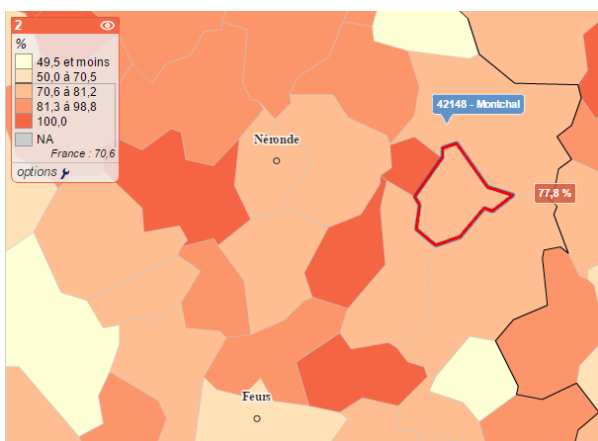 2
%
49,5 et moins
50,0 à 70,5
70,6 à 81,2
81,3 à 98,8
100,0
NA
France : 70,6
options
42148 - Montchal
Néronde
77,8 %
Feurs